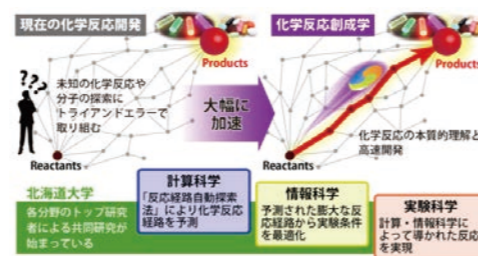 現在の化学反応開発
化学反応創成学
Products
Products
???
未知の化学反応や
分子の探索に
トライアンドエラーで
取り組む
大幅に
加速
化学反応の本質的理解と
高速開発
Reactants
Reactants
北海道大学
各分野のトップ研究
者による共同研究が
始まっている
計算科学
「反応経路自動探索
法」により化学反応
経路を予測
情報科学
予測された膨大な反
応経路から実験条件
を最適化
実験科学
計算・情報科学に
よって導かれた反応
を実現